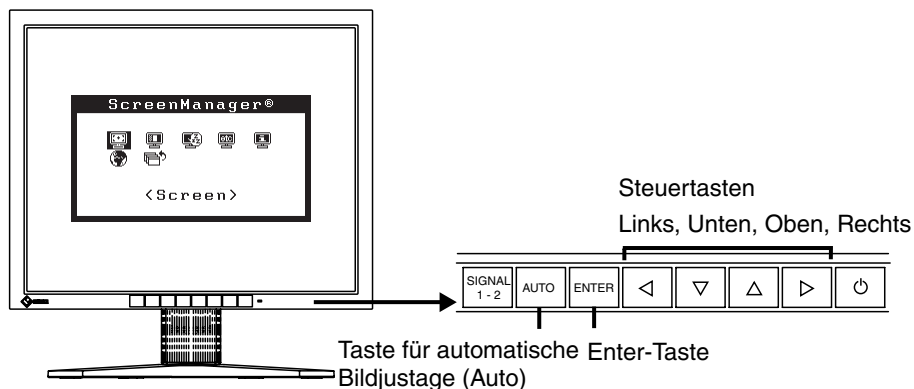 ScreenManager®
<Screen>
Steuertasten
Links, Unten, Oben, Rechts
SIGNAL
1 - 2
AUTO
ENTER
Taste für automatische
Bildjustage (Auto)
Enter-Taste